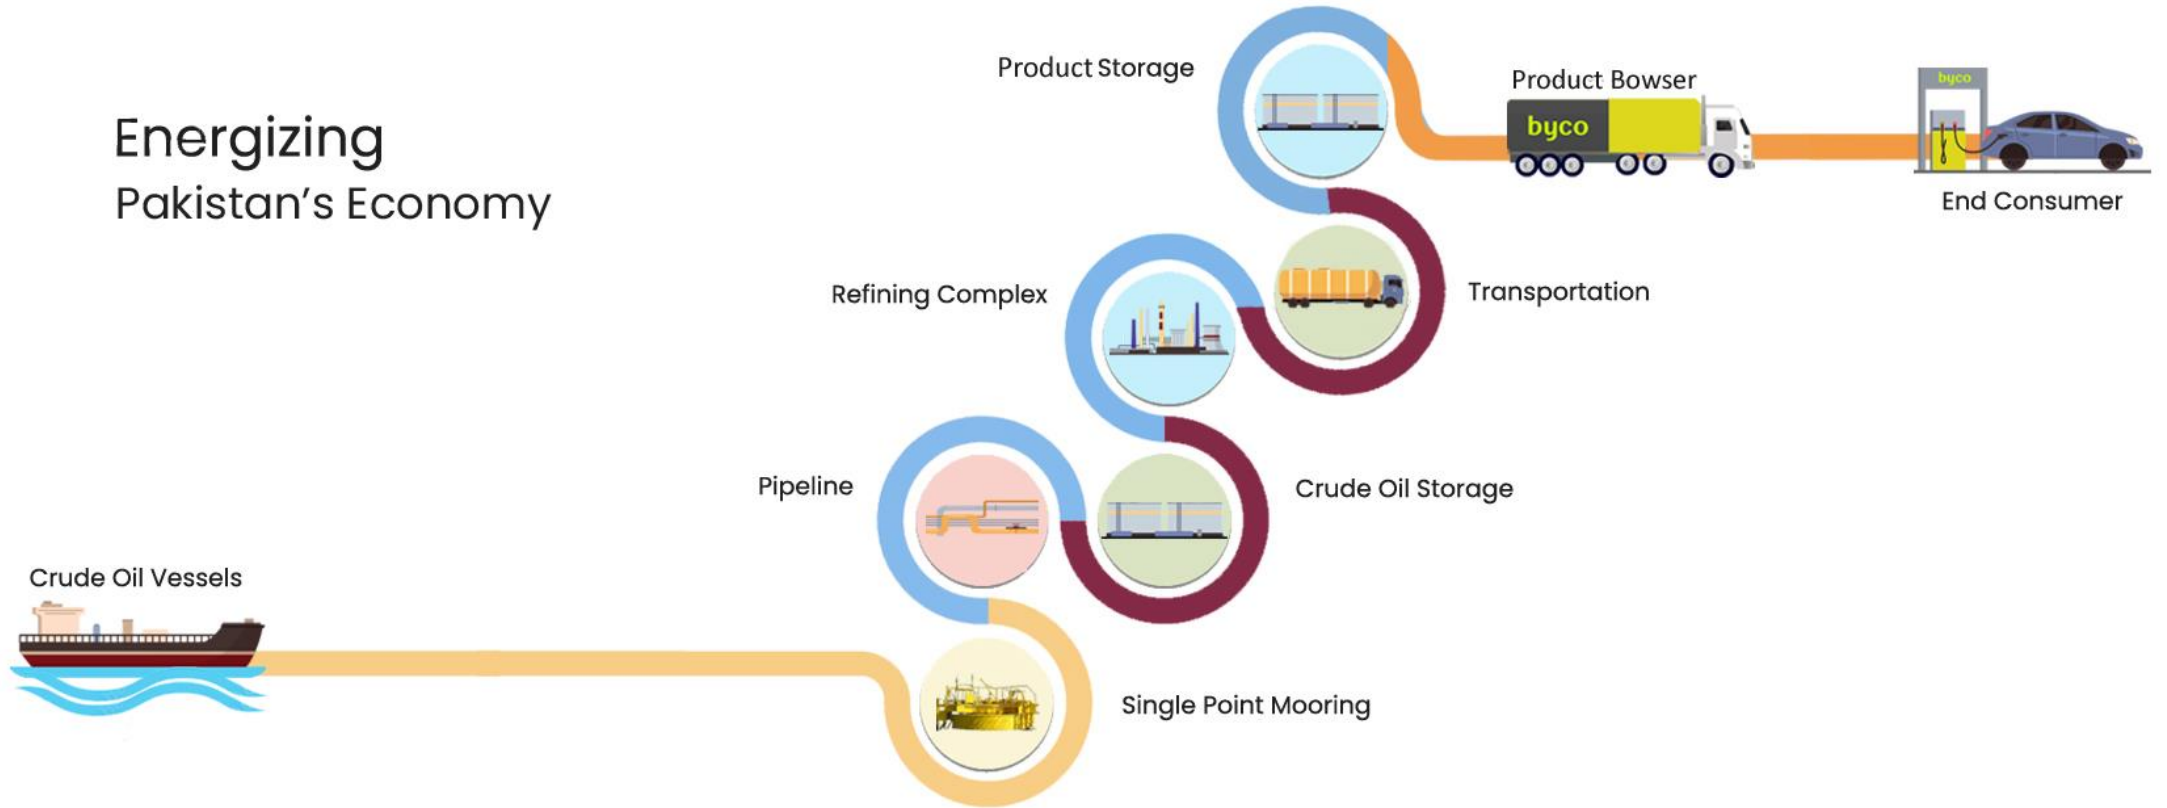 Energizing
Pakistan's Economy
Product Storage
Product Bowser
byco
byco
End Consumer
Refining Complex
Transportation
Pipeline
Crude Oil Storage
Crude Oil Vessels
Single Point Mooring